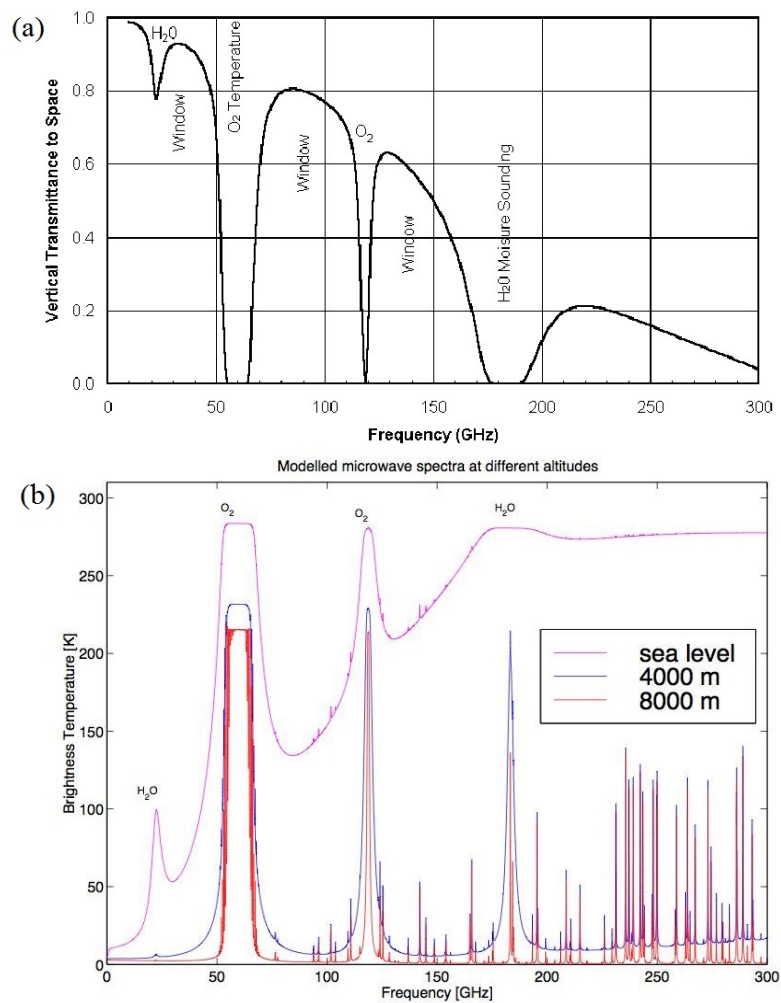 (a)
1.0
0.8
0.6
0.4
0.2
0.0
Vertical Transmittance to Space
H₂0
Window
O₂ Temperature
Window
O₂
Window
H₂0 Moisure Sounding
0 50 100 150 200 250 300
Frequency (GHz)
(b)
Modelled microwave spectra at different altitudes
300
250
200
150
100
50
0
Brightness Temperature [K]
H₂O
O₂
O₂
H₂O
sea level
4000 m
8000 m
0 50 100 150 200 250 300
Frequency [GHz]